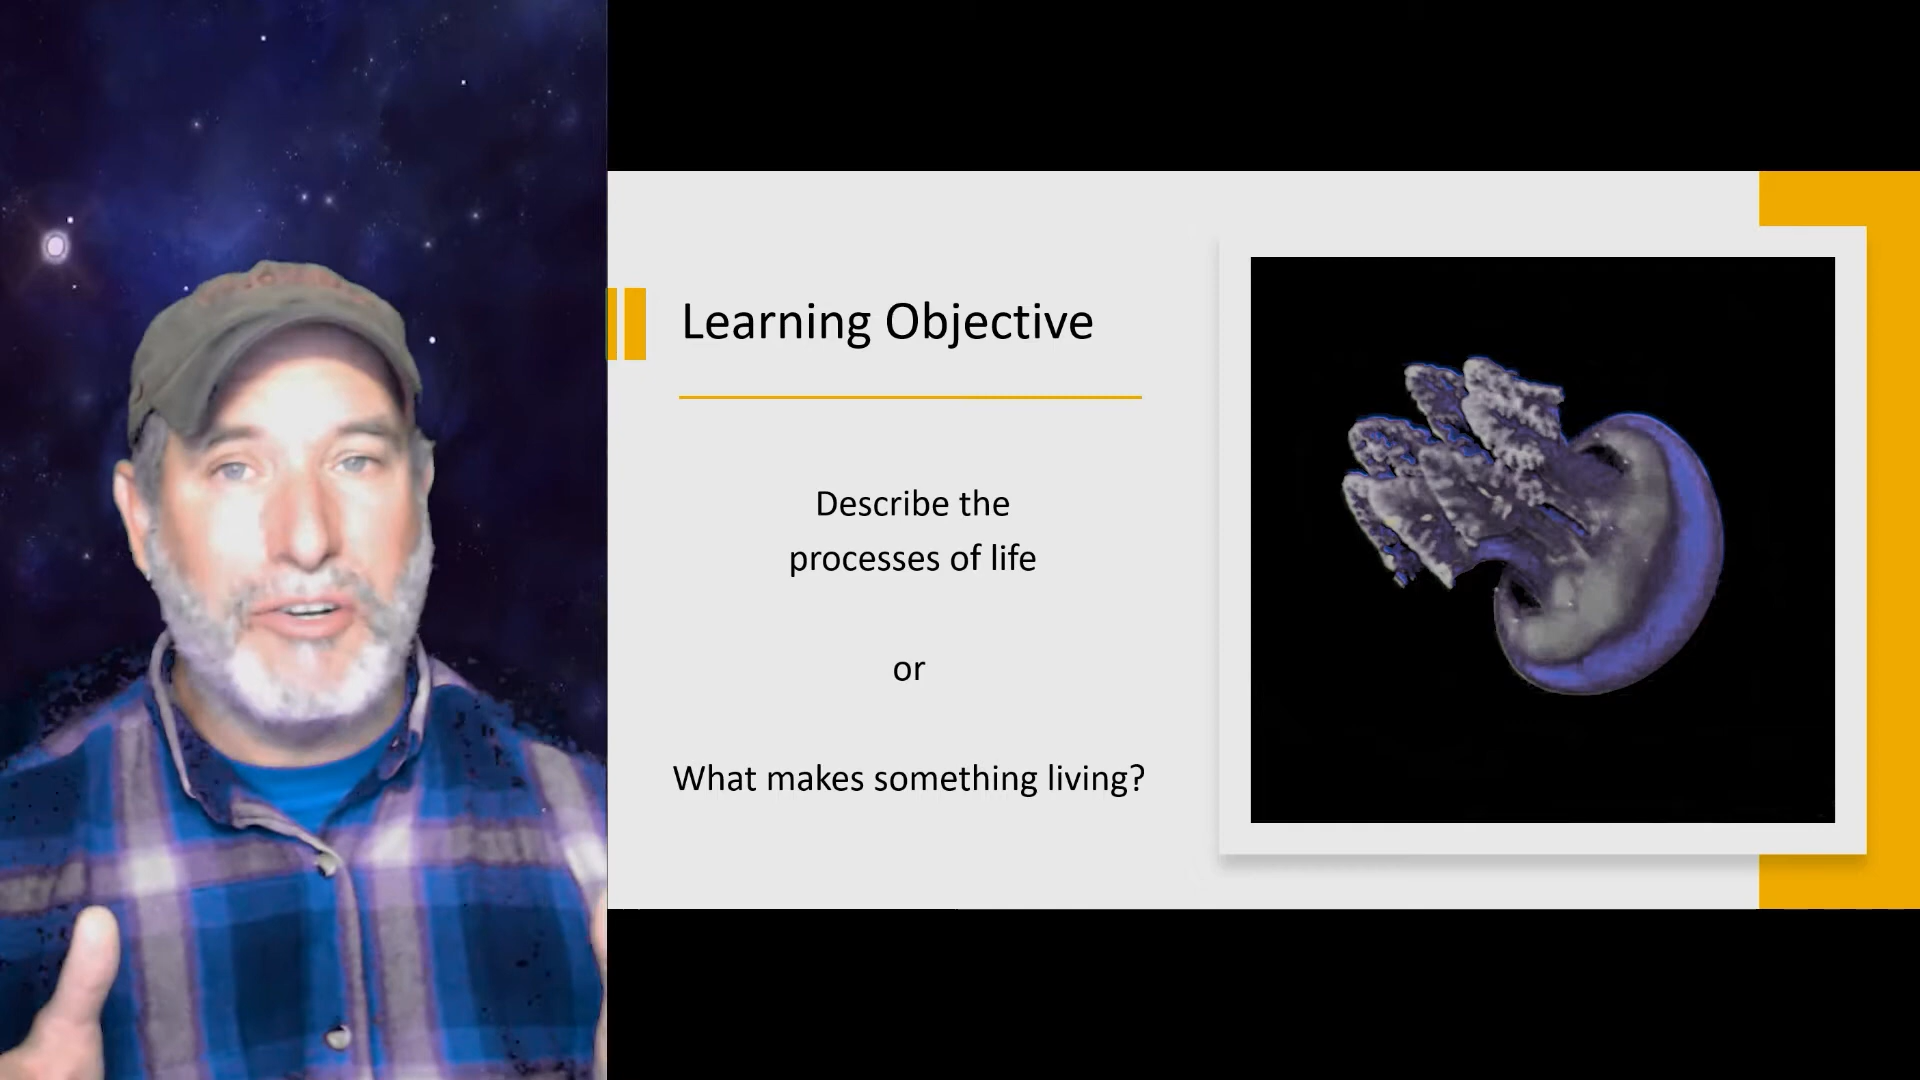 Learning Objective
Describe the
processes of life
or
What makes something living?